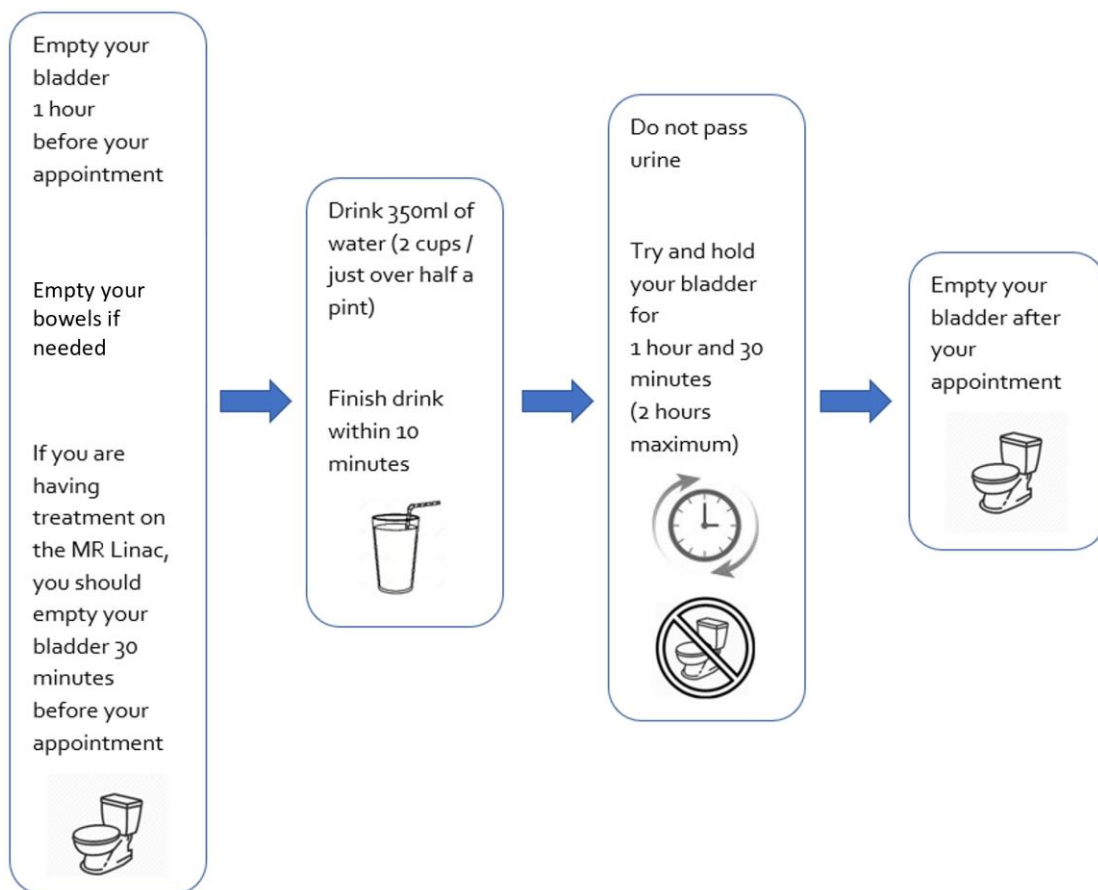 Empty your
bladder
1 hour
before your
appointment
Empty your
bowels if
needed
If you are
having
treatment on
the MR Linac,
you should
empty your
bladder 30
minutes
before your
appointment
Drink 350ml of
water (2 cups /
just over half a
pint)
Finish drink
within 10
minutes
Do not pass
urine
Try and hold
your bladder
for
1 hour and 30
minutes
(2 hours
maximum)
Empty your
bladder after
your
appointment